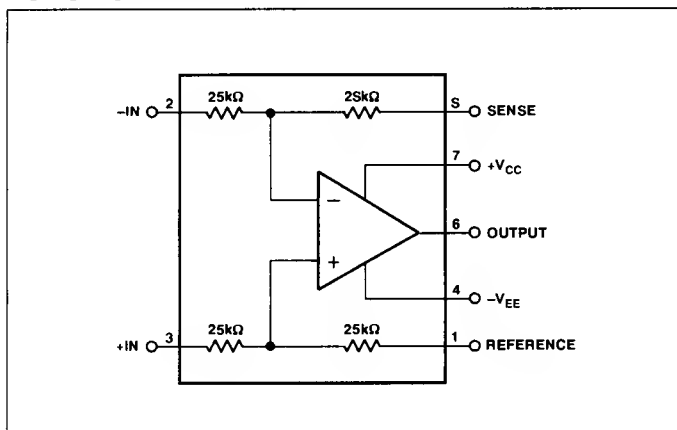 25kΩ
2SkΩ
–IN
2
S
SENSE
7
+VCC
–
6
OUTPUT
+
4
–VEE
25kΩ
25kΩ
+IN
3
1
REFERENCE